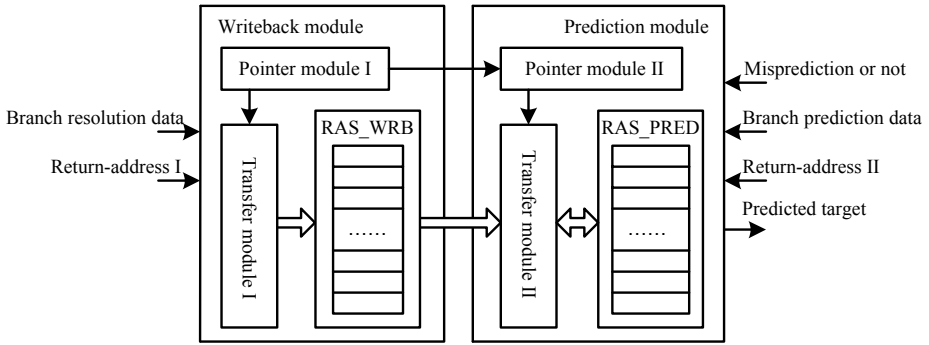 Writeback module
Prediction module
Pointer module I
Pointer module II
Misprediction or not
Branch resolution data
RAS_WRB
RAS_PRED
Branch prediction data
Return-address I
Return-address II
Transfer module I
Transfer module II
Predicted target
……
……